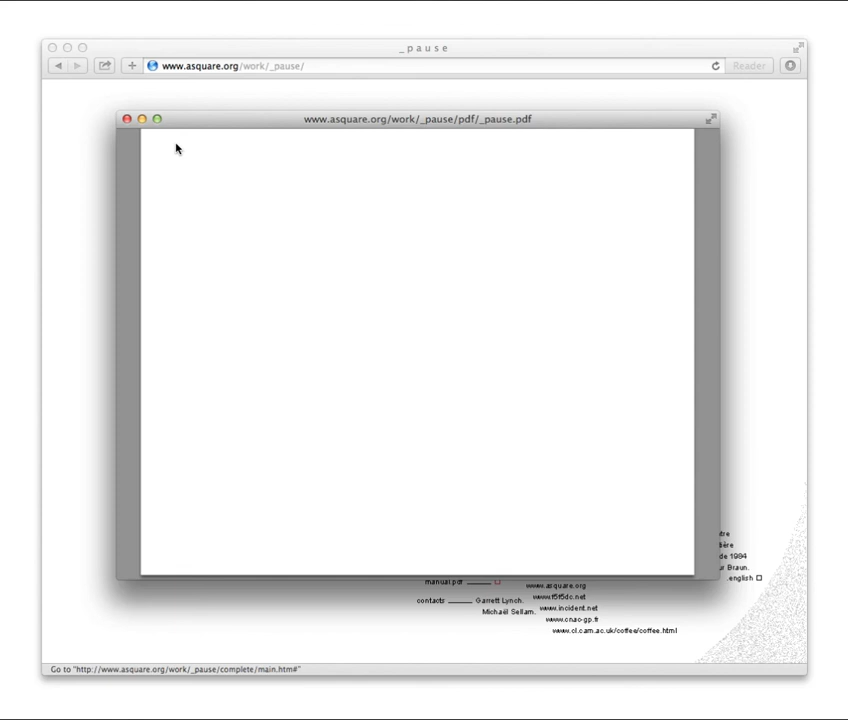 _pause
www.asquare.org/work/_pause/
Reader
www.asquare.org/work/_pause/pdf/_pause.pdf
de 1984
Braun.
.english
manual.pdf
www.asquare.org
contacts
Garrett Lynch.
www.f5f5dc.net
Michaël Sellam.
www.incident.net
www.cnac-gp.fr
www.cl.cam.ac.uk/coffee/coffee.html
Go to "http://www.asquare.org/work/_pause/complete/main.htm#"